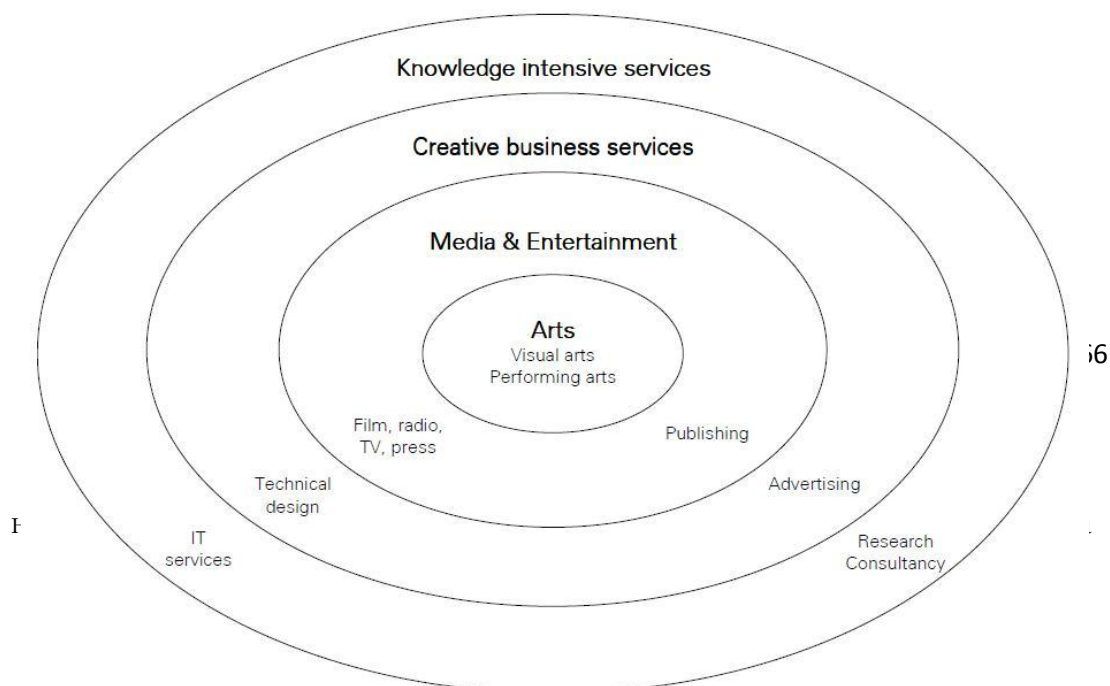 Knowledge intensive services
Creative business services
Media & Entertainment
Arts
Visual arts
Performing arts
Film, radio,
TV, press
Publishing
Technical
design
Advertising
IT
services
Research
Consultancy